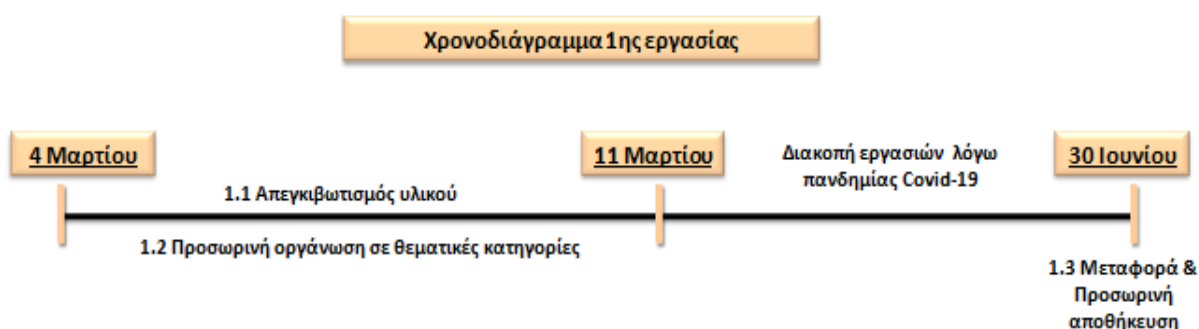 Χρονοδιάγραμμα 1ης εργασίας
4 Μαρτίου
11 Μαρτίου
Διακοπή εργασιών λόγω
πανδημίας Covid-19
30 Ιουνίου
1.1 Απεγκιβωτισμός υλικού
1.2 Προσωρινή οργάνωση σε θεματικές κατηγορίες
1.3 Μεταφορά &
Προσωρινή
αποθήκευση